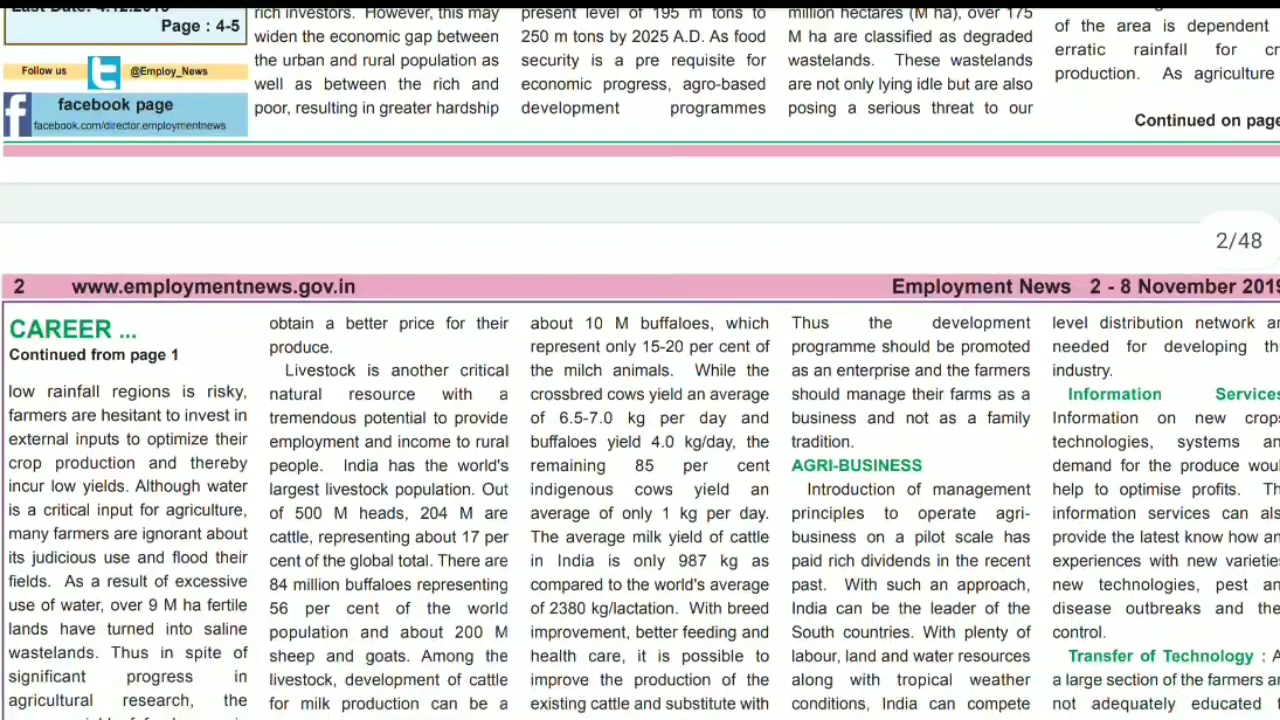 Page : 4-5
Follow us @Employ_News
facebook page
facebook.com/director.employmentnews
rich investors. However, this may
widen the economic gap between
the urban and rural population as
well as between the rich and
poor, resulting in greater hardship
present level of 195 m tons to
250 m tons by 2025 A.D. As food
security is a pre requisite for
economic progress, agro-based
development programmes
million hectares (M ha), over 175
M ha are classified as degraded
wastelands. These wastelands
are not only lying idle but are also
posing a serious threat to our
of the area is dependent
erratic rainfall for
production. As agriculture
Continued on
2/48
2 www.employmentnews.gov.in
Employment News 2 - 8 November 2019
CAREER ...
Continued from page 1
low rainfall regions is risky,
farmers are hesitant to invest in
external inputs to optimize their
crop production and thereby
incur low yields. Although water
is a critical input for agriculture,
many farmers are ignorant about
its judicious use and flood their
fields. As a result of excessive
use of water, over 9 M ha fertile
lands have turned into saline
wastelands. Thus in spite of
significant progress in
agricultural research, the
obtain a better price for their
produce.
Livestock is another critical
natural resource with a
tremendous potential to provide
employment and income to rural
people. India has the world's
largest livestock population. Out
of 500 M heads, 204 M are
cattle, representing about 17 per
cent of the global total. There are
84 million buffaloes representing
56 per cent of the world
population and about 200 M
sheep and goats. Among the
livestock, development of cattle
for milk production can be a
about 10 M buffaloes, which
represent only 15-20 per cent of
the milch animals. While the
crossbred cows yield an average
of 6.5-7.0 kg per day and
buffaloes yield 4.0 kg/day, the
remaining 85 per cent
indigenous cows yield an
average of only 1 kg per day.
The average milk yield of cattle
in India is only 987 kg as
compared to the world's average
of 2380 kg/lactation. With breed
improvement, better feeding and
health care, it is possible to
improve the production of the
existing cattle and substitute with
Thus the development
programme should be promoted
as an enterprise and the farmers
should manage their farms as a
business and not as a family
tradition.
AGRI-BUSINESS
Introduction of management
principles to operate agri-
business on a pilot scale has
paid rich dividends in the recent
past. With such an approach,
India can be the leader of the
South countries. With plenty of
labour, land and water resources
along with tropical weather
conditions, India can compete
level distribution network
needed for developing
industry.
Information Services
Information on new
technologies, systems
demand for the produce
help to optimise profits.
information services can
provide the latest know how
experiences with new
new technologies, pest
disease outbreaks and
control.
Transfer of Technology :
a large section of the farmers
not adequately educated